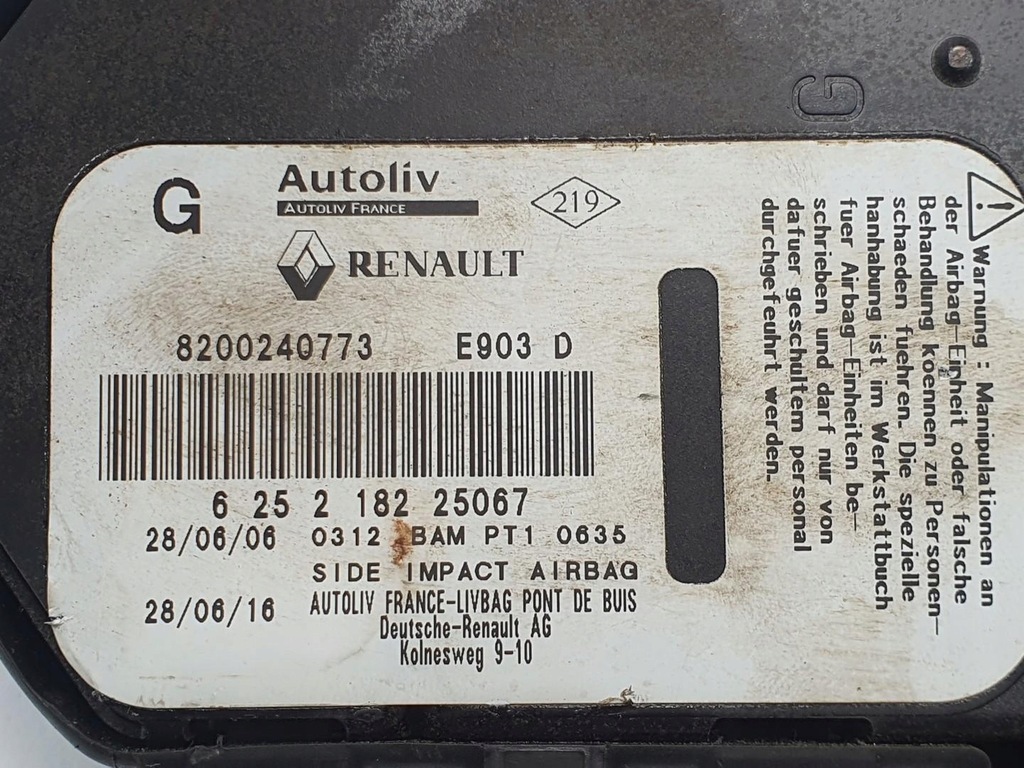 G
G
Autoliv
AUTOLIV FRANCE
219
RENAULT
8200240773 E903 D
6 25 2 182 25067
28/06/06 0312 BAM PT1 0635
SIDE IMPACT AIRBAG
28/06/16 AUTOLIV FRANCE-LIVBAG PONT DE BUIS
Deutsche-Renault AG
Kolnesweg 9-10
! Warnung : Manipulationen an
der Airbag-Einheit oder falsche
Behandlung koennen zu Personen-
schaeden fuehren. Die spezielle
hanhabung ist im Werkstattbuch
fuer Airbag-Einheiten be-
schrieben und darf nur von
dafuer geschultem personal
durchgefeuhrt werden.